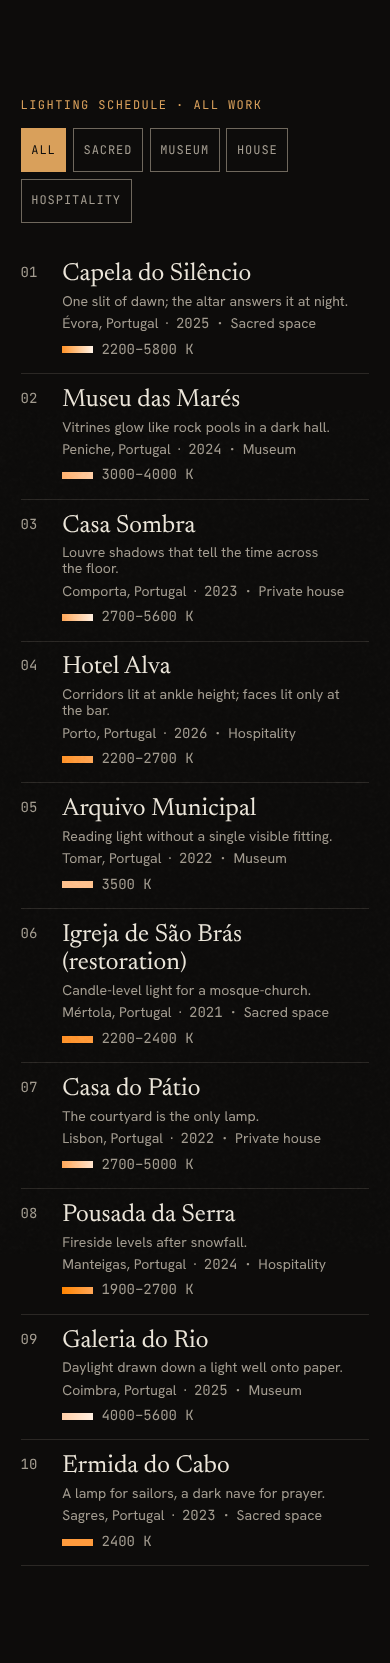 LIGHTING SCHEDULE · ALL WORK
ALL
SACRED
MUSEUM
HOUSE
HOSPITALITY
01
Capela do Silêncio
One slit of dawn; the altar answers it at night.
Évora, Portugal · 2025 · Sacred space
2200–5800 K
02
Museu das Marés
Vitrines glow like rock pools in a dark hall.
Peniche, Portugal · 2024 · Museum
3000–4000 K
03
Casa Sombra
Louvre shadows that tell the time across
the floor.
Comporta, Portugal · 2023 · Private house
2700–5600 K
04
Hotel Alva
Corridors lit at ankle height; faces lit only at
the bar.
Porto, Portugal · 2026 · Hospitality
2200–2700 K
05
Arquivo Municipal
Reading light without a single visible fitting.
Tomar, Portugal · 2022 · Museum
3500 K
06
Igreja de São Brás
(restoration)
Candle-level light for a mosque-church.
Mértola, Portugal · 2021 · Sacred space
2200–2400 K
07
Casa do Pátio
The courtyard is the only lamp.
Lisbon, Portugal · 2022 · Private house
2700–5000 K
08
Pousada da Serra
Fireside levels after snowfall.
Manteigas, Portugal · 2024 · Hospitality
1900–2700 K
09
Galeria do Rio
Daylight drawn down a light well onto paper.
Coimbra, Portugal · 2025 · Museum
4000–5600 K
10
Ermida do Cabo
A lamp for sailors, a dark nave for prayer.
Sagres, Portugal · 2023 · Sacred space
2400 K